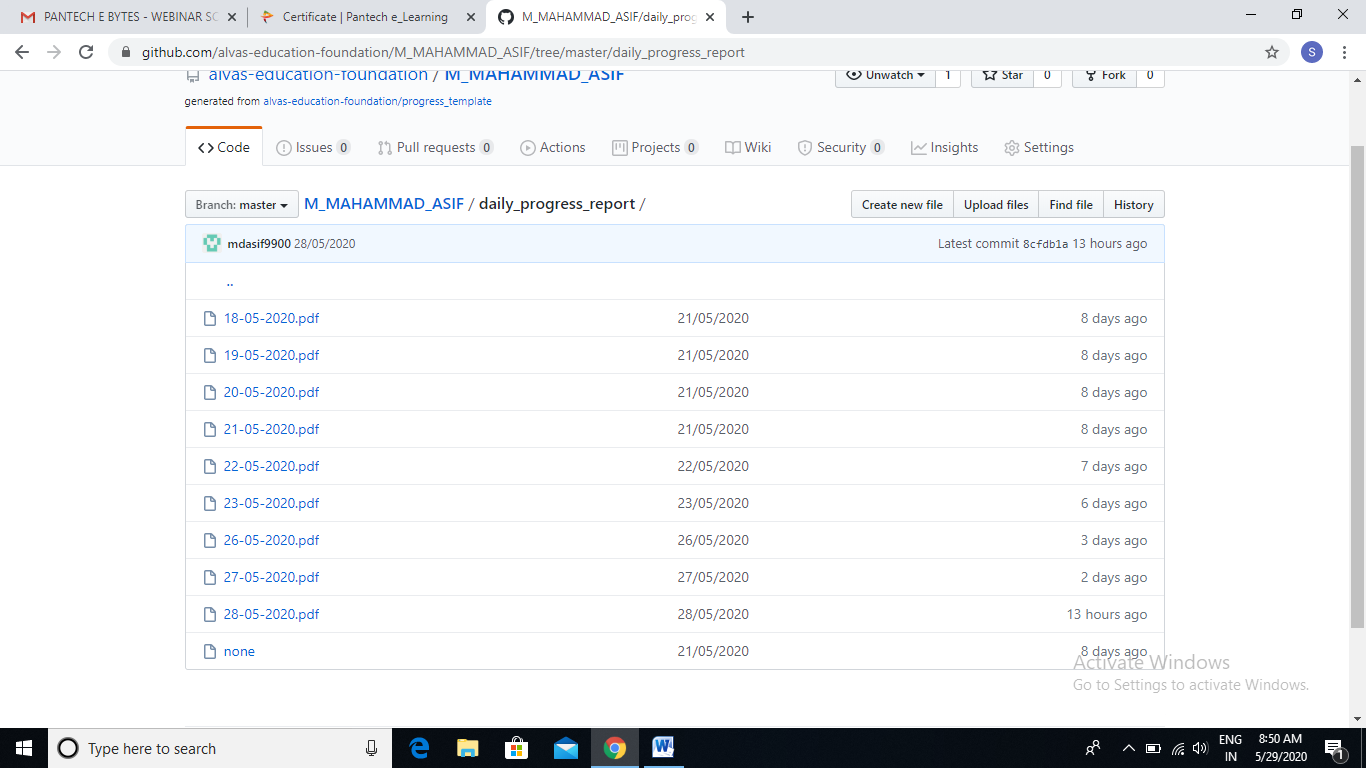 PANTECH E BYTES - WEBINAR SC
Certificate | Pantech e_Learning
M_MAHAMMAD_ASIF/daily_prog
github.com/alvas-education-foundation/M_MAHAMMAD_ASIF/tree/master/daily_progress_report
S
alvas-education-foundation / M_MAHAMMAD_ASIF
Unwatch 1 Star 0 Fork 0
generated from alvas-education-foundation/progress_template
Code Issues 0 Pull requests 0 Actions Projects 0 Wiki Security 0 Insights Settings
Branch: master M_MAHAMMAD_ASIF / daily_progress_report / Create new file Upload files Find file History
mdasif9900 28/05/2020 Latest commit 8cfdb1a 13 hours ago
..
18-05-2020.pdf 21/05/2020 8 days ago
19-05-2020.pdf 21/05/2020 8 days ago
20-05-2020.pdf 21/05/2020 8 days ago
21-05-2020.pdf 21/05/2020 8 days ago
22-05-2020.pdf 22/05/2020 7 days ago
23-05-2020.pdf 23/05/2020 6 days ago
26-05-2020.pdf 26/05/2020 3 days ago
27-05-2020.pdf 27/05/2020 2 days ago
28-05-2020.pdf 28/05/2020 13 hours ago
none 21/05/2020 8 days ago
Activate Windows
Go to Settings to activate Windows.
Type here to search
ENG
IN
8:50 AM
5/29/2020
1